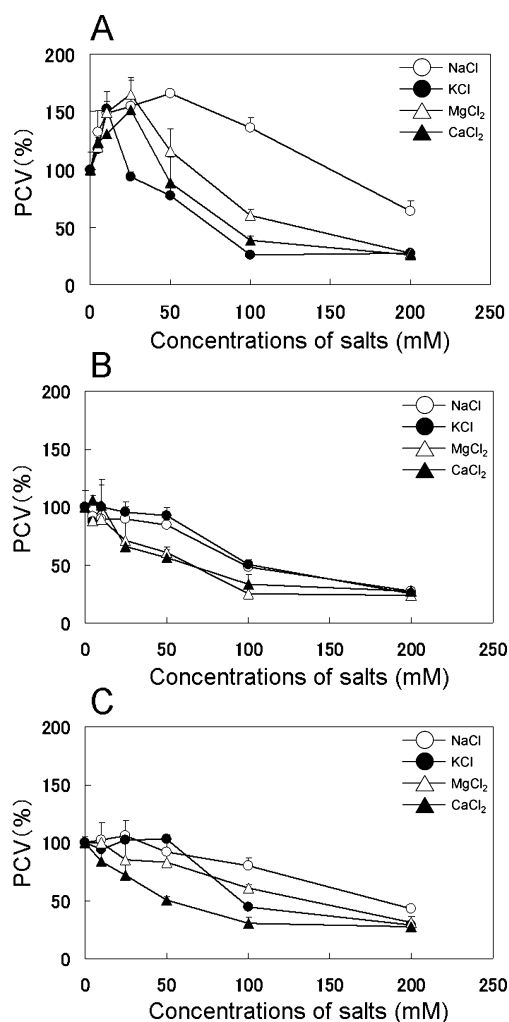 A
200
150
100
50
0
PCV(%)
NaCl
KCl
MgCl₂
CaCl₂
0 50 100 150 200 250
Concentrations of salts (mM)
B
200
150
100
50
0
PCV(%)
NaCl
KCl
MgCl₂
CaCl₂
0 50 100 150 200 250
Concentrations of salts (mM)
C
200
150
100
50
0
PCV(%)
NaCl
KCl
MgCl₂
CaCl₂
0 50 100 150 200 250
Concentrations of salts (mM)